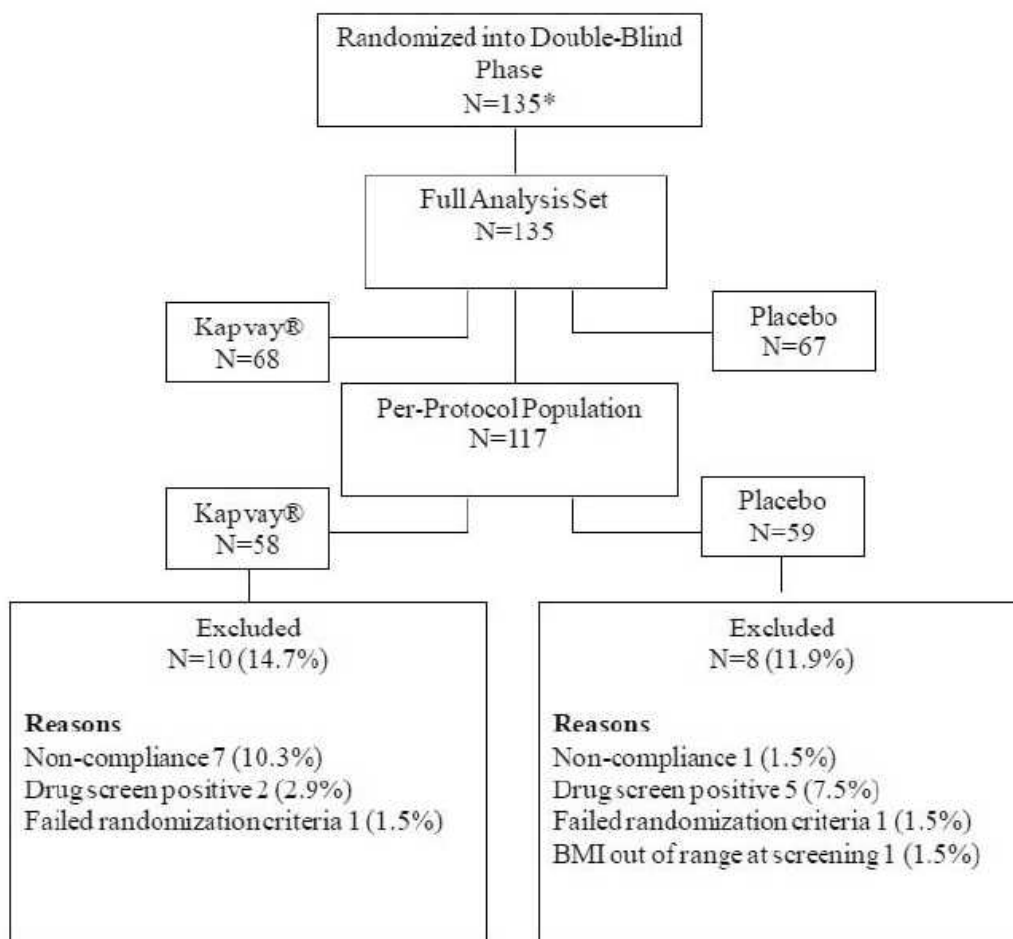 Randomized into Double-Blind
Phase
N=135*
Full Analysis Set
N=135
Kapvay®
N=68
Placebo
N=67
Per-Protocol Population
N=117
Kapvay®
N=58
Placebo
N=59
Excluded
N=10 (14.7%)
Reasons
Non-compliance 7 (10.3%)
Drug screen positive 2 (2.9%)
Failed randomization criteria 1 (1.5%)
Excluded
N=8 (11.9%)
Reasons
Non-compliance 1 (1.5%)
Drug screen positive 5 (7.5%)
Failed randomization criteria 1 (1.5%)
BMI out of range at screening 1 (1.5%)